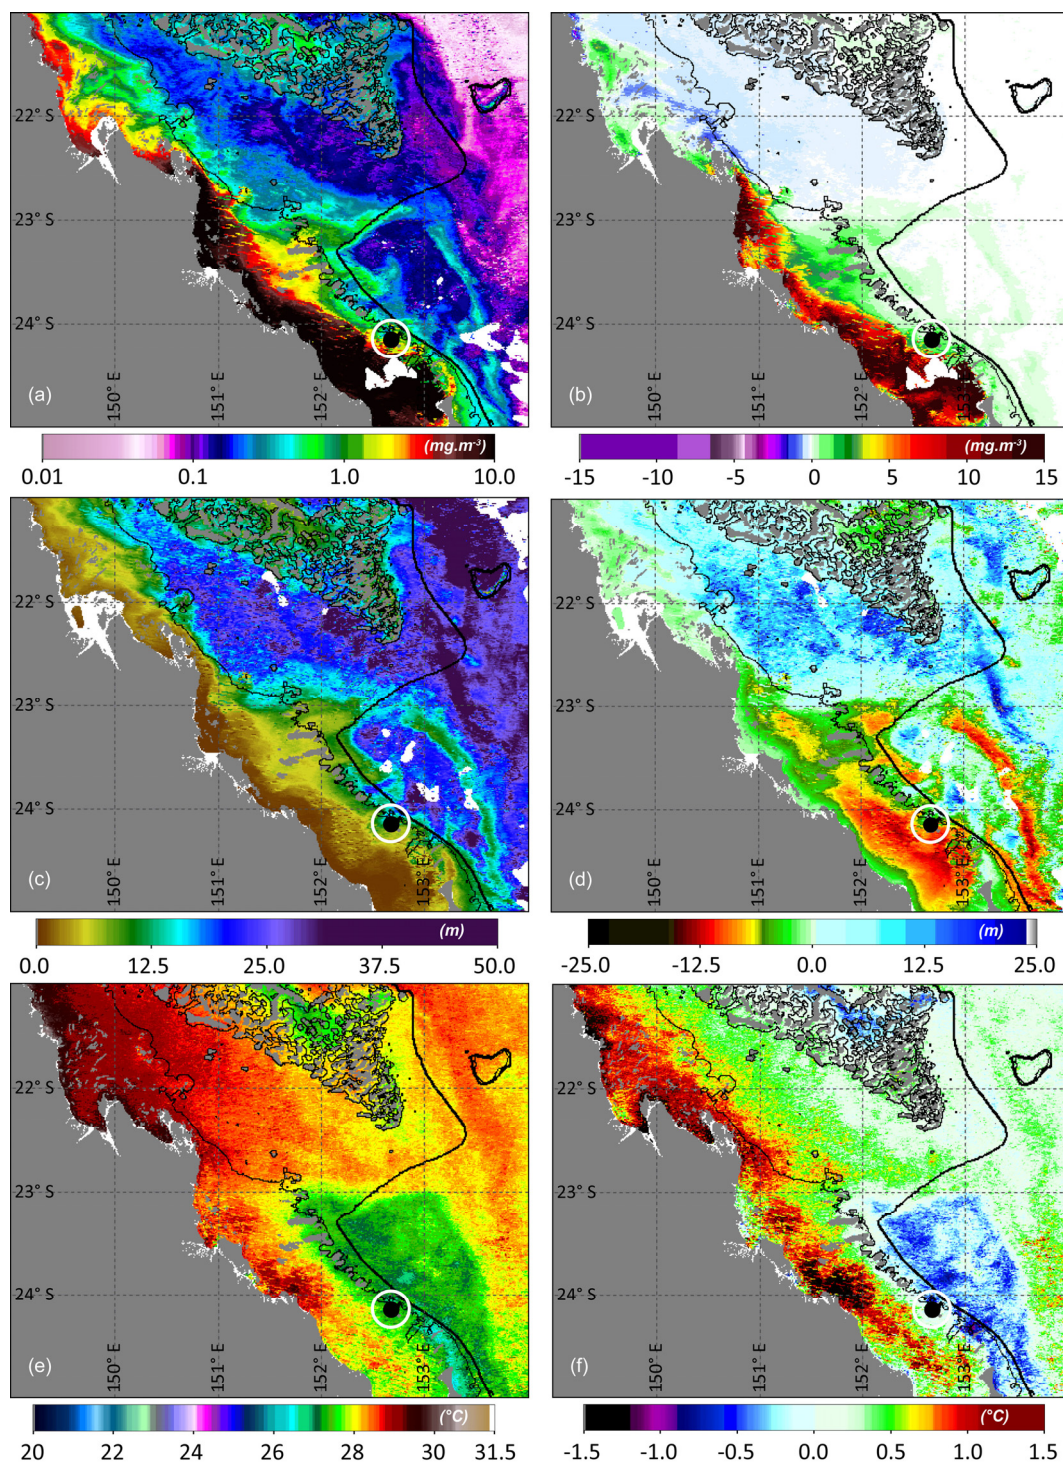 22° S
23° S
24° S
150° E
151° E
152° E
153° E
(a)
(mg.m⁻³)
0.01
0.1
1.0
10.0
22° S
23° S
24° S
150° E
151° E
152° E
153° E
(b)
(mg.m⁻³)
-15
-10
-5
0
5
10
15
22° S
23° S
24° S
150° E
151° E
152° E
153° E
(c)
(m)
0.0
12.5
25.0
37.5
50.0
22° S
23° S
24° S
150° E
151° E
152° E
153° E
(d)
(m)
-25.0
-12.5
0.0
12.5
25.0
22° S
23° S
24° S
150° E
151° E
152° E
153° E
(e)
(°C)
20
22
24
26
28
30
31.5
22° S
23° S
24° S
150° E
151° E
152° E
153° E
(f)
(°C)
-1.5
-1.0
-0.5
0.0
0.5
1.0
1.5